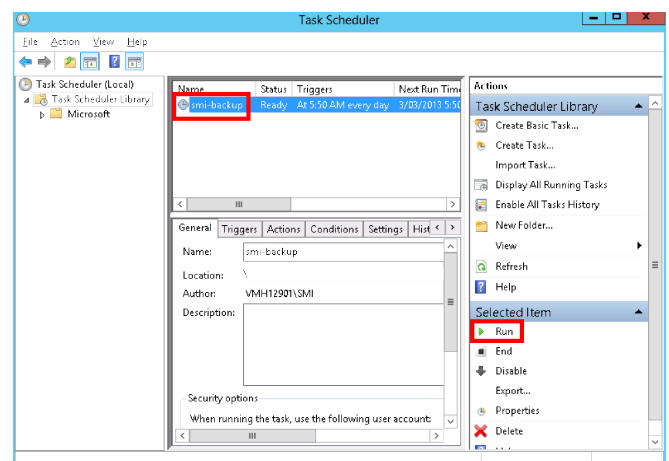 Task Scheduler
File Action View Help
Task Scheduler (Local)
Task Scheduler Library
Microsoft
Name Status Triggers Next Run Time
smi-backup Ready At 5:50 AM every day 3/03/2013 5:50
General Triggers Actions Conditions Settings Hist
Name: smi-backup
Location: \
Author: VMH12901\SMI
Description:
Security options
When running the task, use the following user account:
Actions
Task Scheduler Library
Create Basic Task...
Create Task...
Import Task...
Display All Running Tasks
Enable All Tasks History
New Folder...
View
Refresh
Help
Selected Item
Run
End
Disable
Export...
Properties
Delete